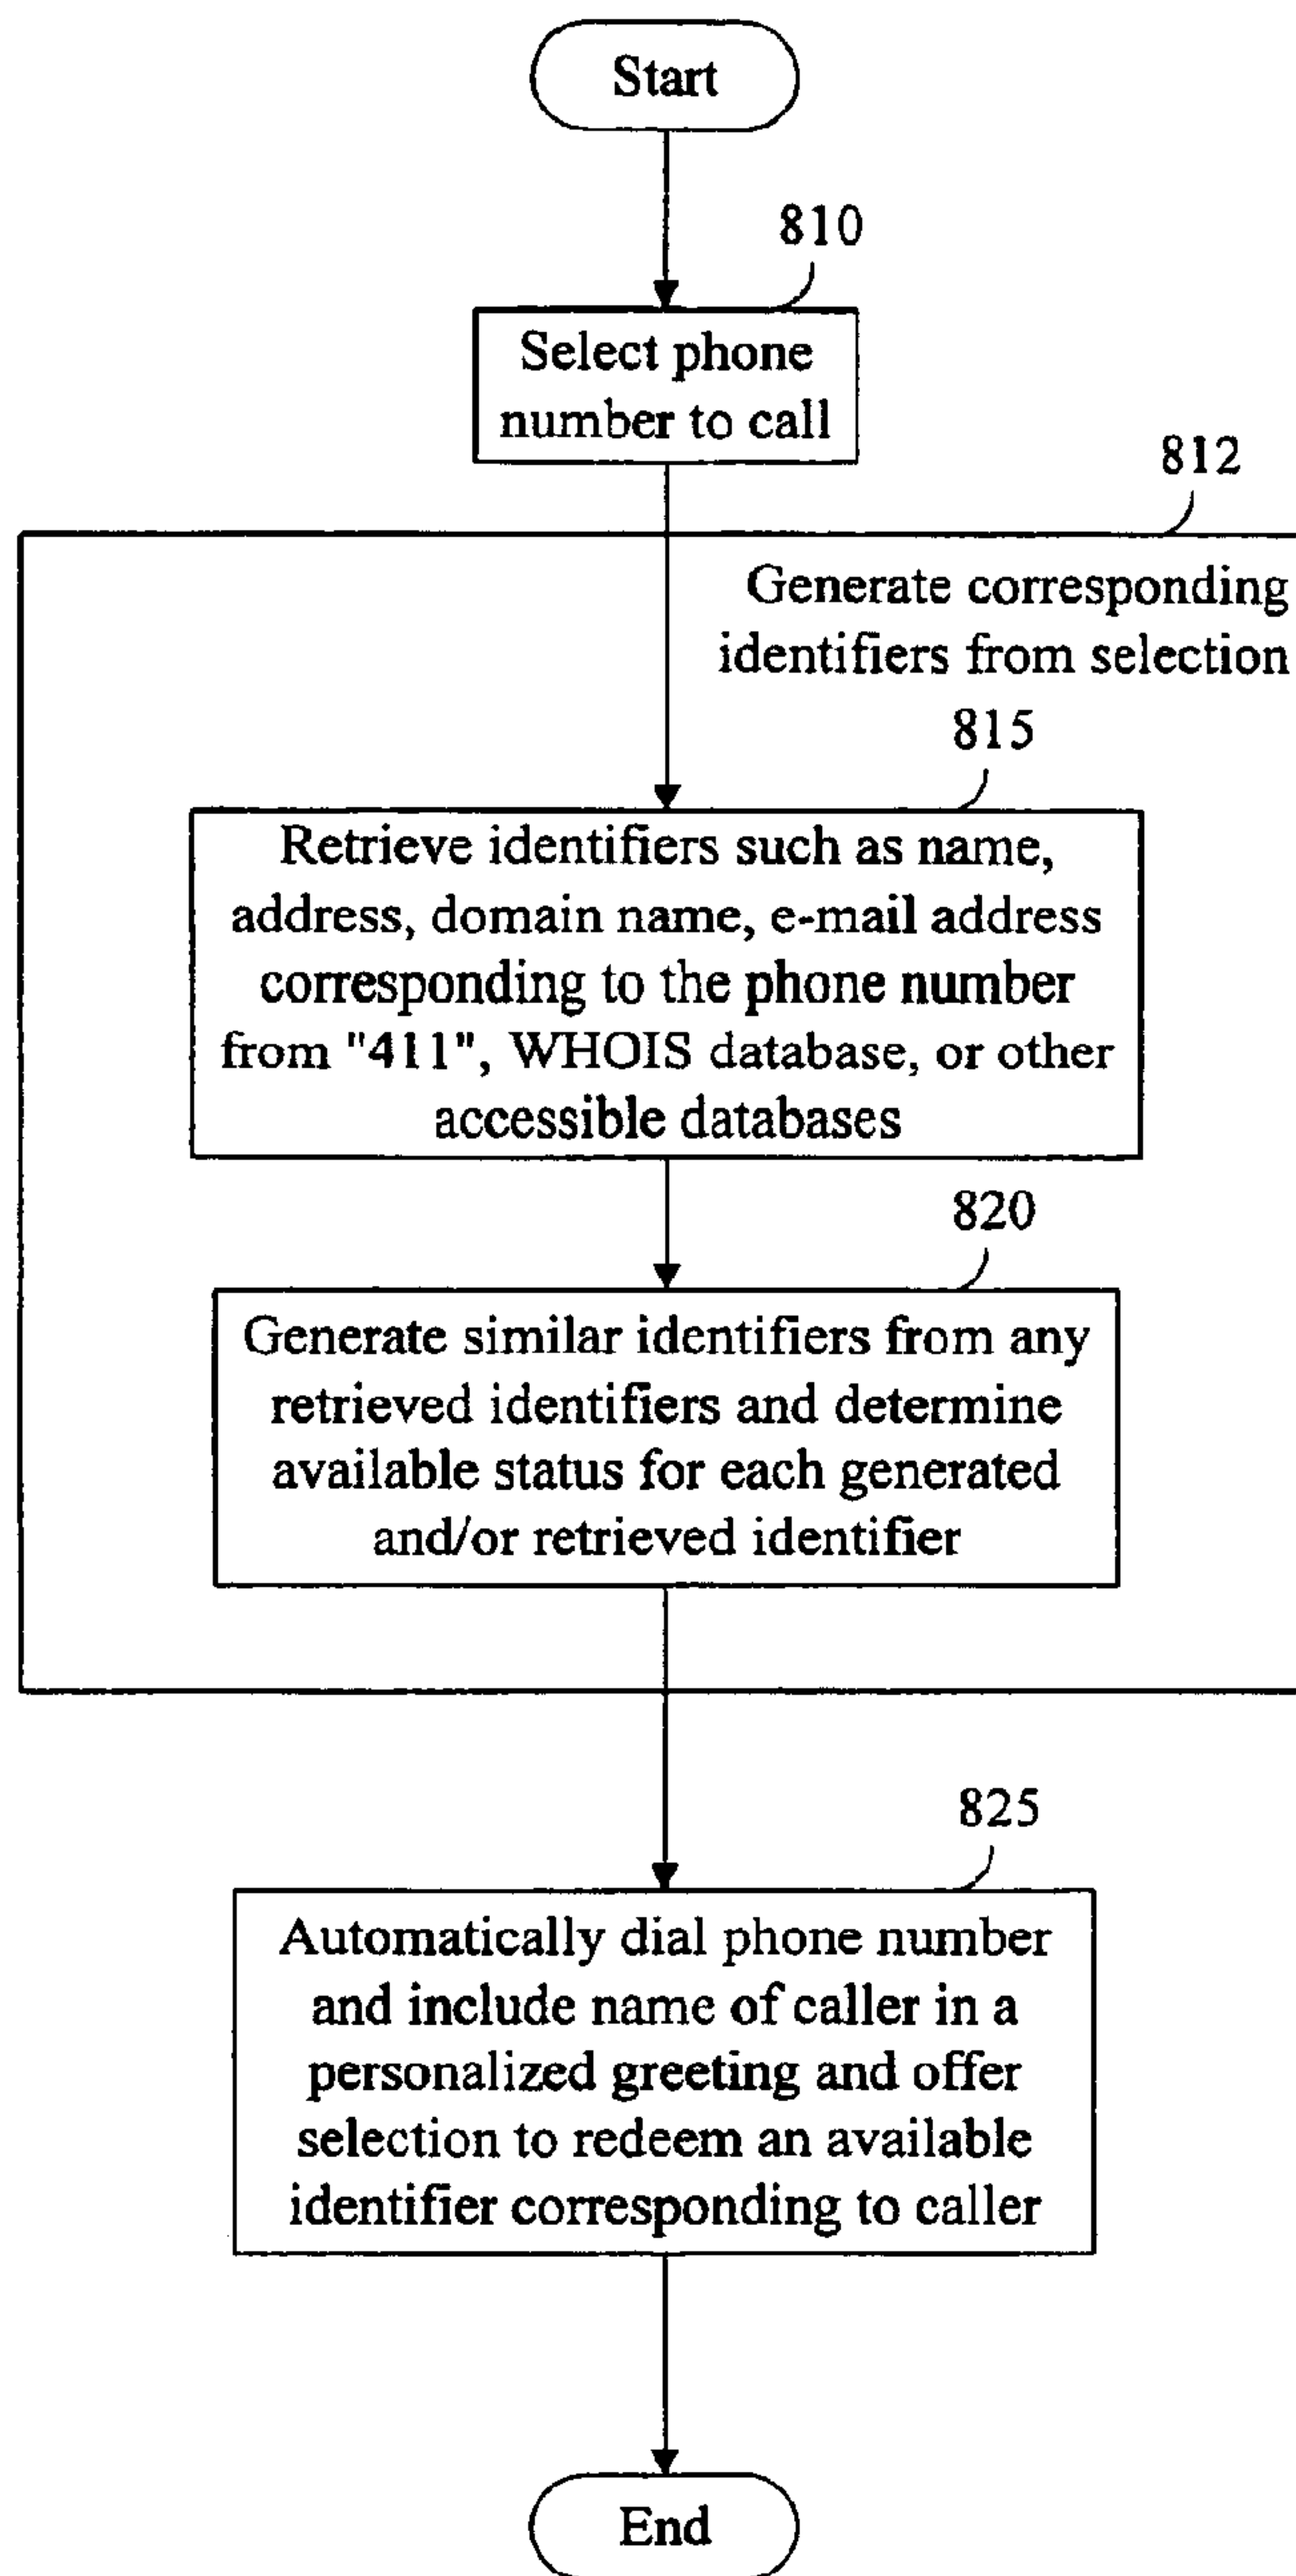 Start
810
Select phone
number to call
812
Generate corresponding
identifiers from selection
815
Retrieve identifiers such as name,
address, domain name, e-mail address
corresponding to the phone number
from "411", WHOIS database, or other
accessible databases
820
Generate similar identifiers from any
retrieved identifiers and determine
available status for each generated
and/or retrieved identifier
825
Automatically dial phone number
and include name of caller in a
personalized greeting and offer
selection to redeem an available
identifier corresponding to caller
End